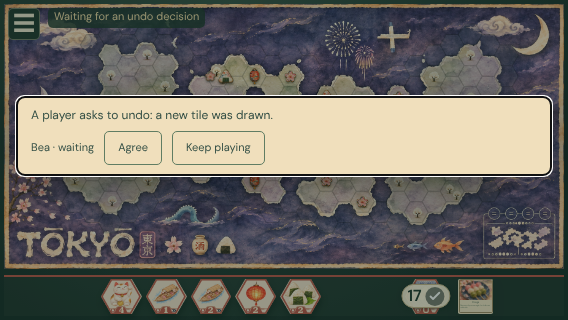 Waiting for an undo decision
A player asks to undo: a new tile was drawn.
Bea · waiting
Agree
Keep playing
TŌKYŌ
東京
17